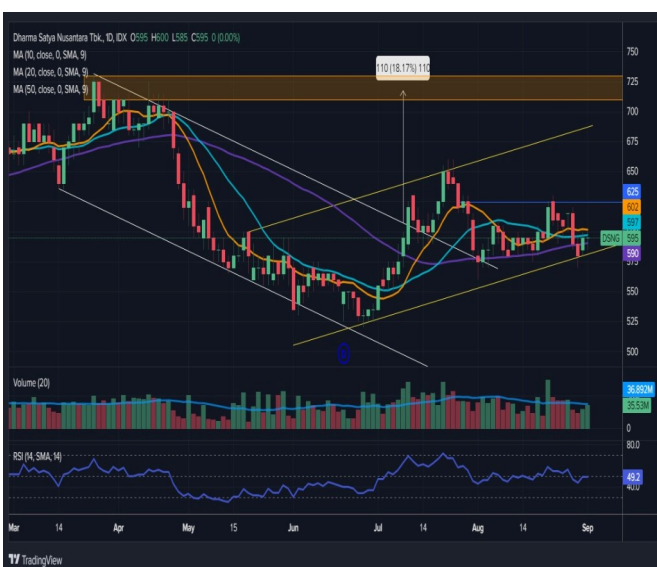 Dharma Satya Nusantara Tbk., 1D, IDX O595 H600 L585 C595 0 (0.00%)
MA (10, close, 0, SMA, 9)
MA (20, close, 0, SMA, 9)
MA (50, close, 0, SMA, 9)
110 (18.17%) 110
750
725
700
675
650
625
602
597
DSNG 595
590
575
550
525
500
Volume (20)
36.892M
35.53M
0
RSI (14, SMA, 14)
80.0
49.2
40.0
Mar 14 Apr May 15 Jun Jul 14 Aug 14 Sep
TradingView